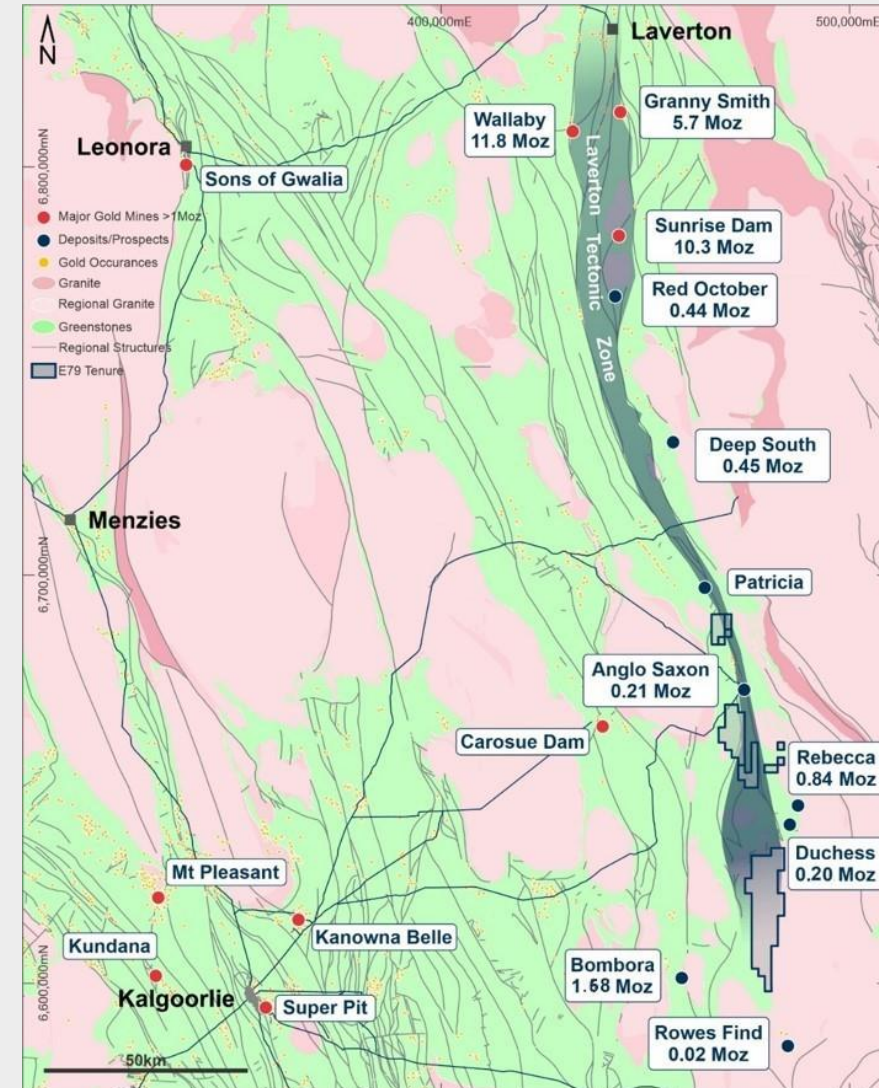 400,000mE
500,000mE
N
Laverton
Granny Smith
5.7 Moz
Wallaby
11.8 Moz
Leonora
Sons of Gwalia
6,800,000mN
Laverton Tectonic Zone
Major Gold Mines >1Moz
Deposits/Prospects
Gold Occurances
Granite
Regional Granite
Greenstones
Regional Structures
E79 Tenure
Sunrise Dam
10.3 Moz
Red October
0.44 Moz
Deep South
0.45 Moz
Menzies
6,700,000mN
Patricia
Anglo Saxon
0.21 Moz
Carosue Dam
Rebecca
0.84 Moz
Duchess
0.20 Moz
Mt Pleasant
Kanowna Belle
Kundana
Bombora
1.68 Moz
6,600,000mN
Kalgoorlie
Super Pit
Rowes Find
0.02 Moz
50km